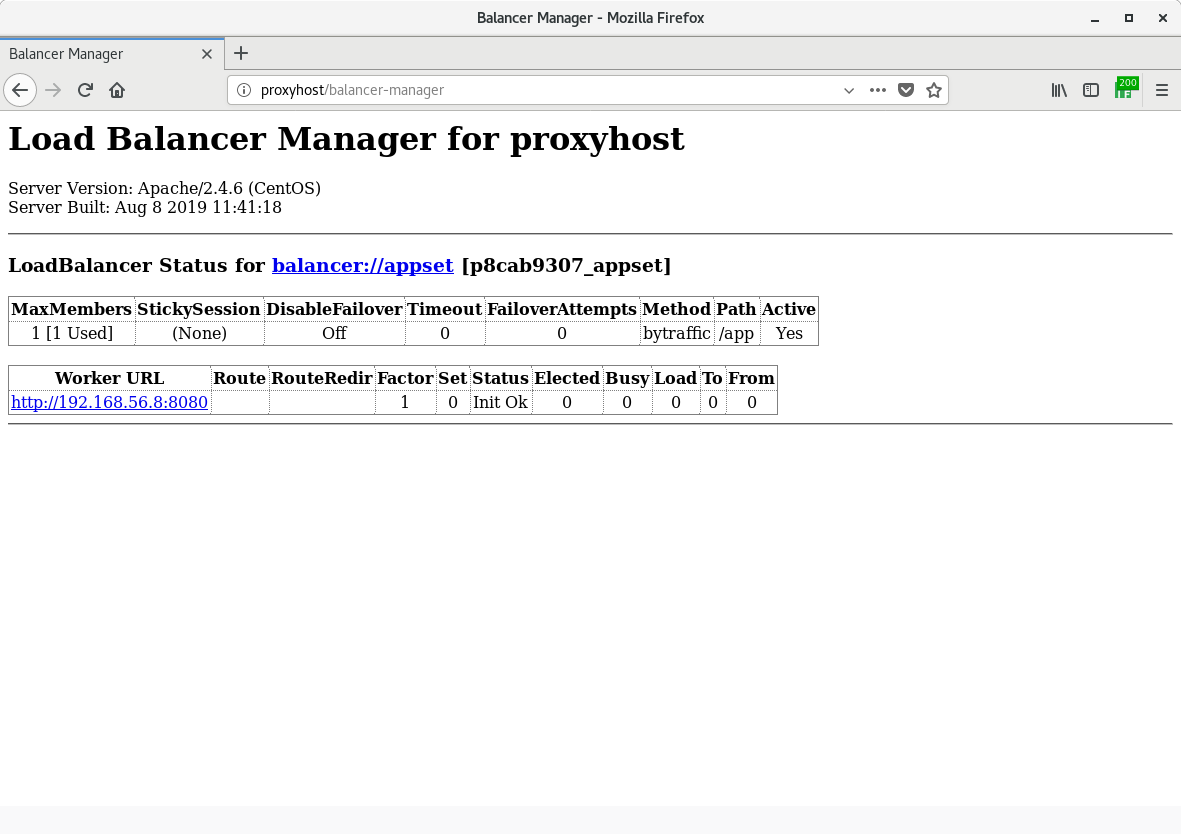 Balancer Manager - Mozilla Firefox
Balancer Manager
proxyhost/balancer-manager
200
LF
Load Balancer Manager for proxyhost
Server Version: Apache/2.4.6 (CentOS)
Server Built: Aug 8 2019 11:41:18
LoadBalancer Status for balancer://appset [p8cab9307_appset]
MaxMembers StickySession DisableFailover Timeout FailoverAttempts Method Path Active
1 [1 Used] (None) Off 0 0 bytraffic /app Yes
Worker URL Route RouteRedir Factor Set Status Elected Busy Load To From
http://192.168.56.8:8080 1 0 Init Ok 0 0 0 0 0